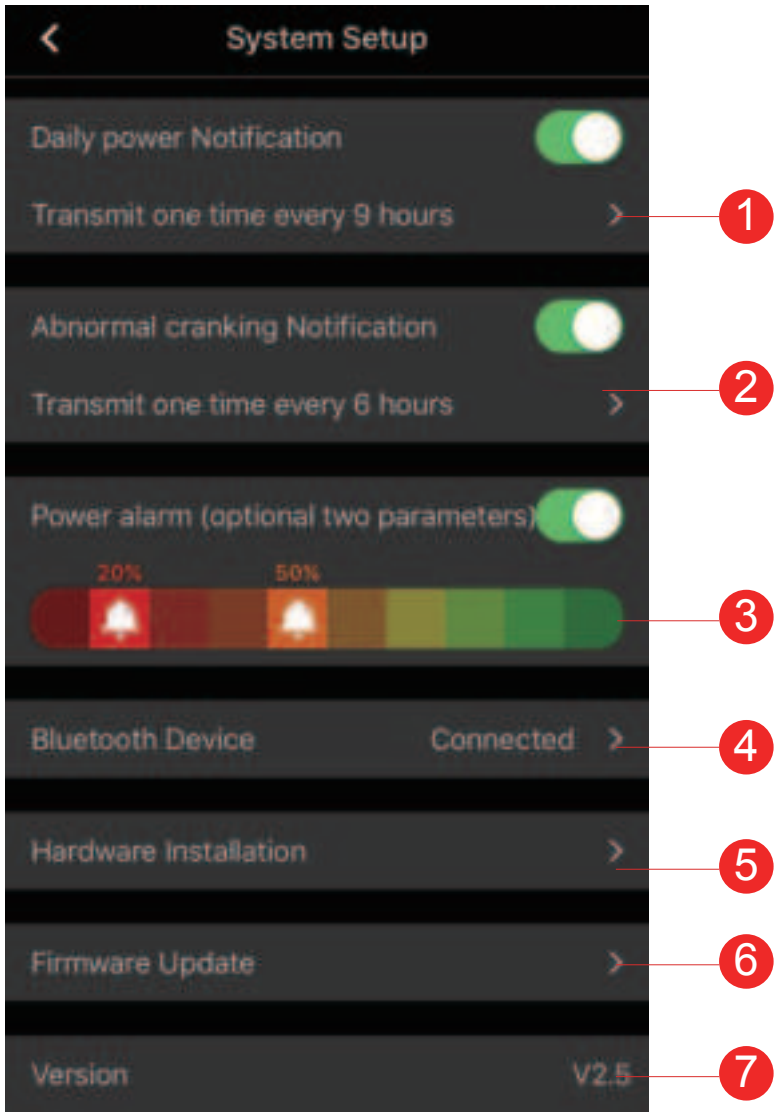 System Setup
Daily power Notification
Transmit one time every 9 hours
1
Abnormal cranking Notification
2
Transmit one time every 6 hours
Power alarm (optional two parameters)
20% 50%
3
Bluetooth Device Connected
4
Hardware Installation
5
Firmware Update
6
Version V2.5
7